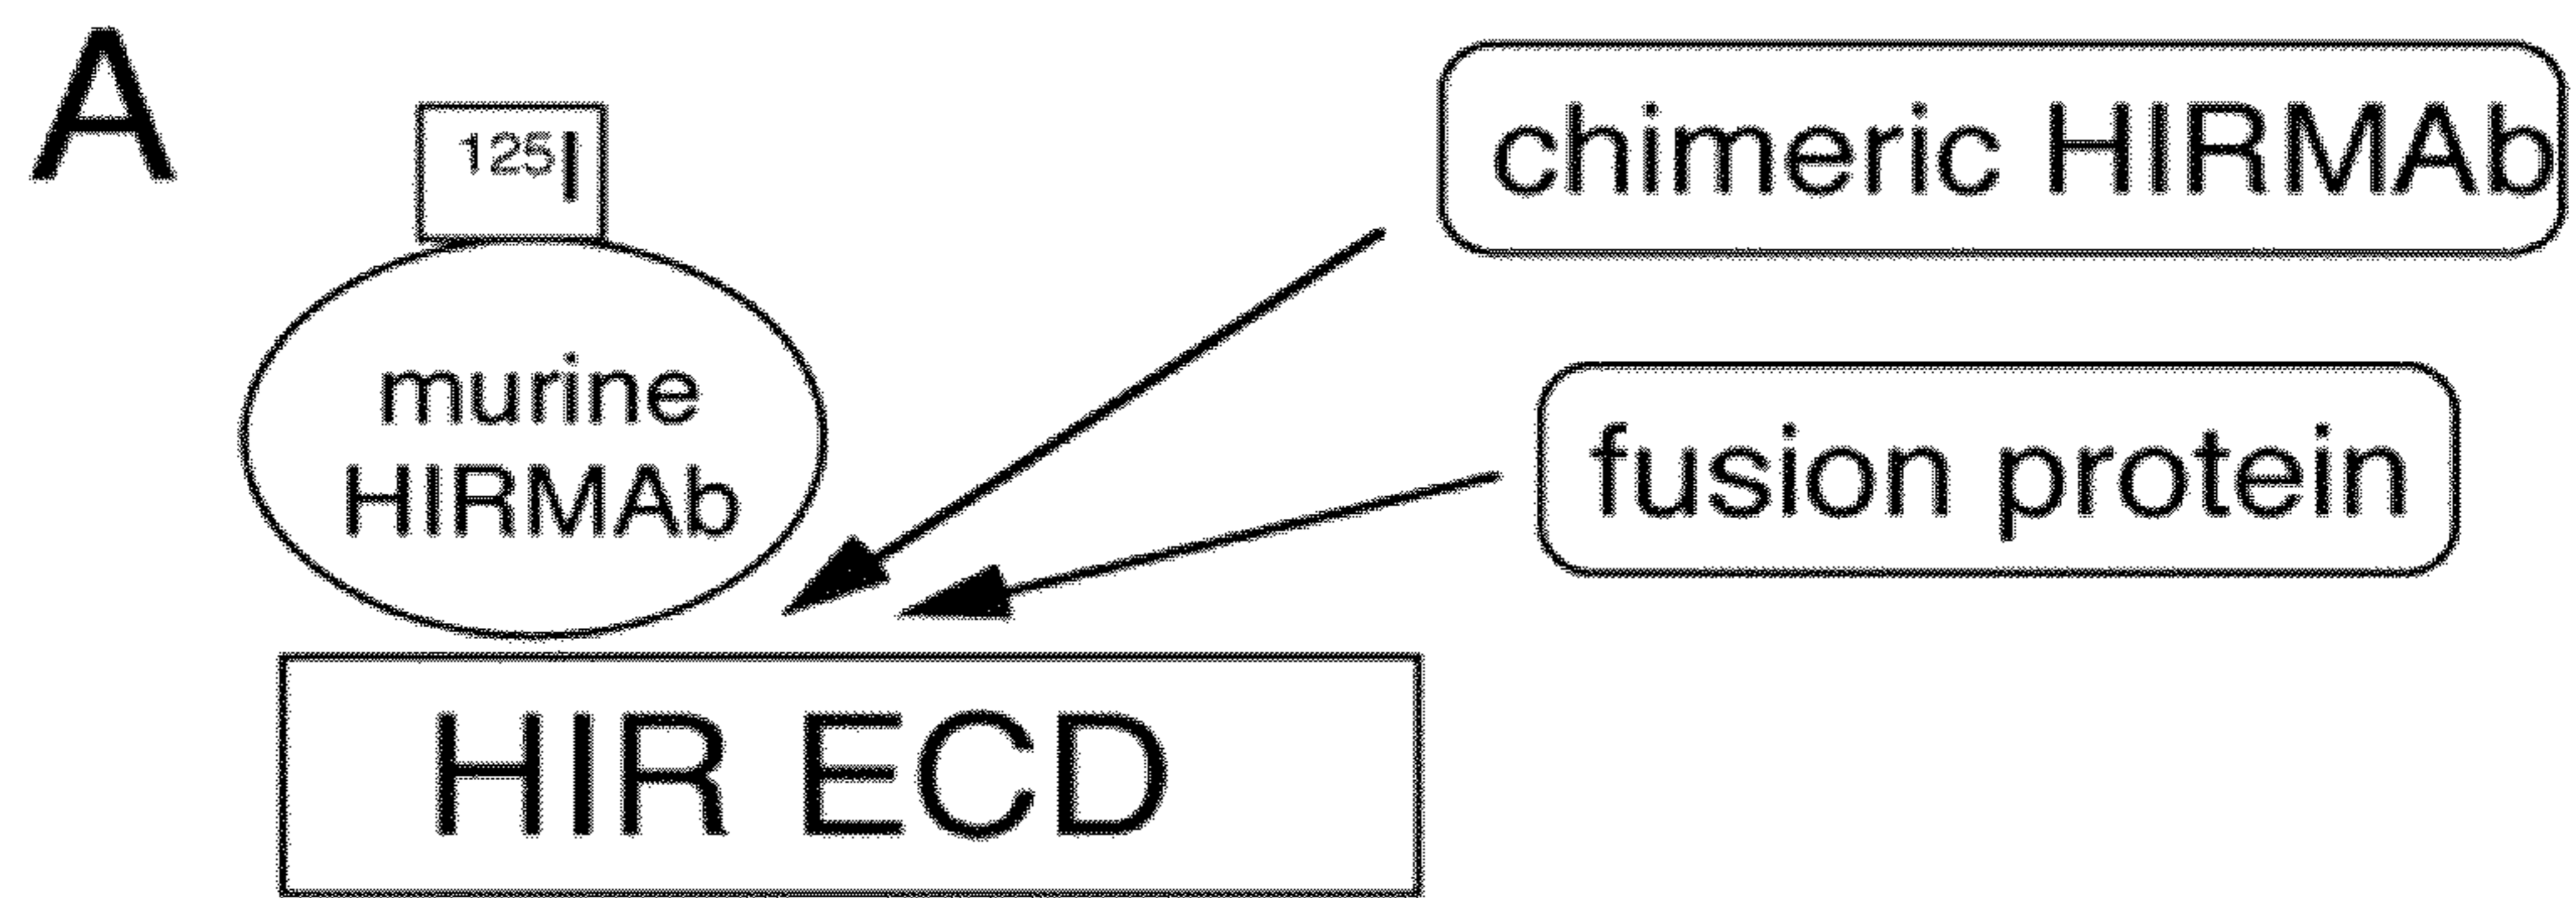 A
125I
chimeric HIRMAb
murine
HIRMAb
fusion protein
HIR ECD